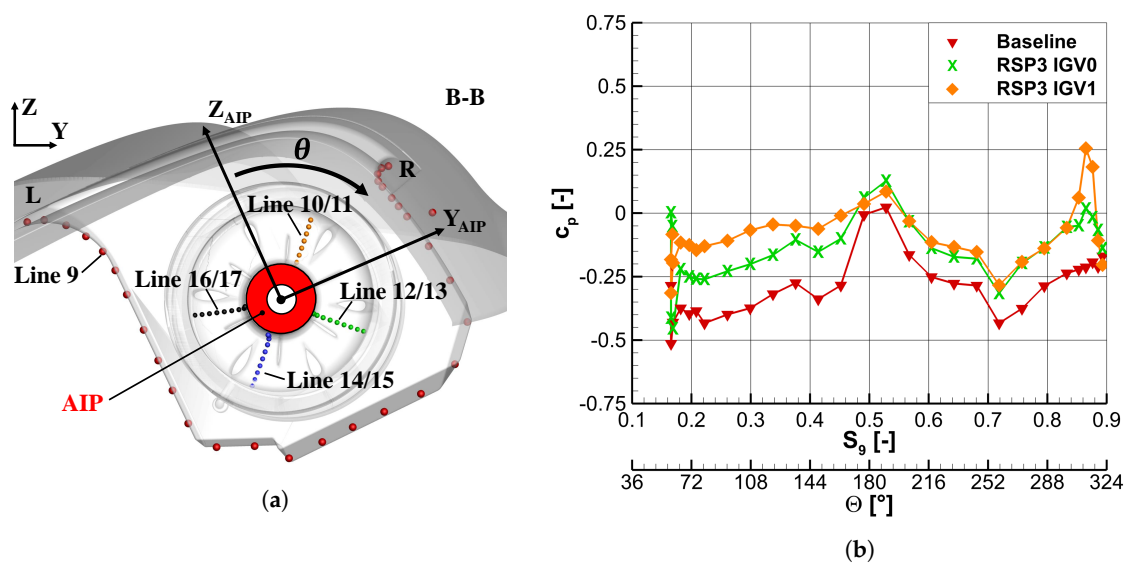 B-B
Z
Y
Z_AIP
θ
L
R
Line 10/11
Y_AIP
Line 9
Line 16/17
Line 12/13
Line 14/15
AIP
(a)
0.75
Baseline
RSP3 IGV0
RSP3 IGV1
0.5
0.25
0
-0.25
-0.5
-0.75
c_p [-]
0.1 0.2 0.3 0.4 0.5 0.6 0.7 0.8 0.9
S_9 [-]
36 72 108 144 180 216 252 288 324
Θ [°]
(b)